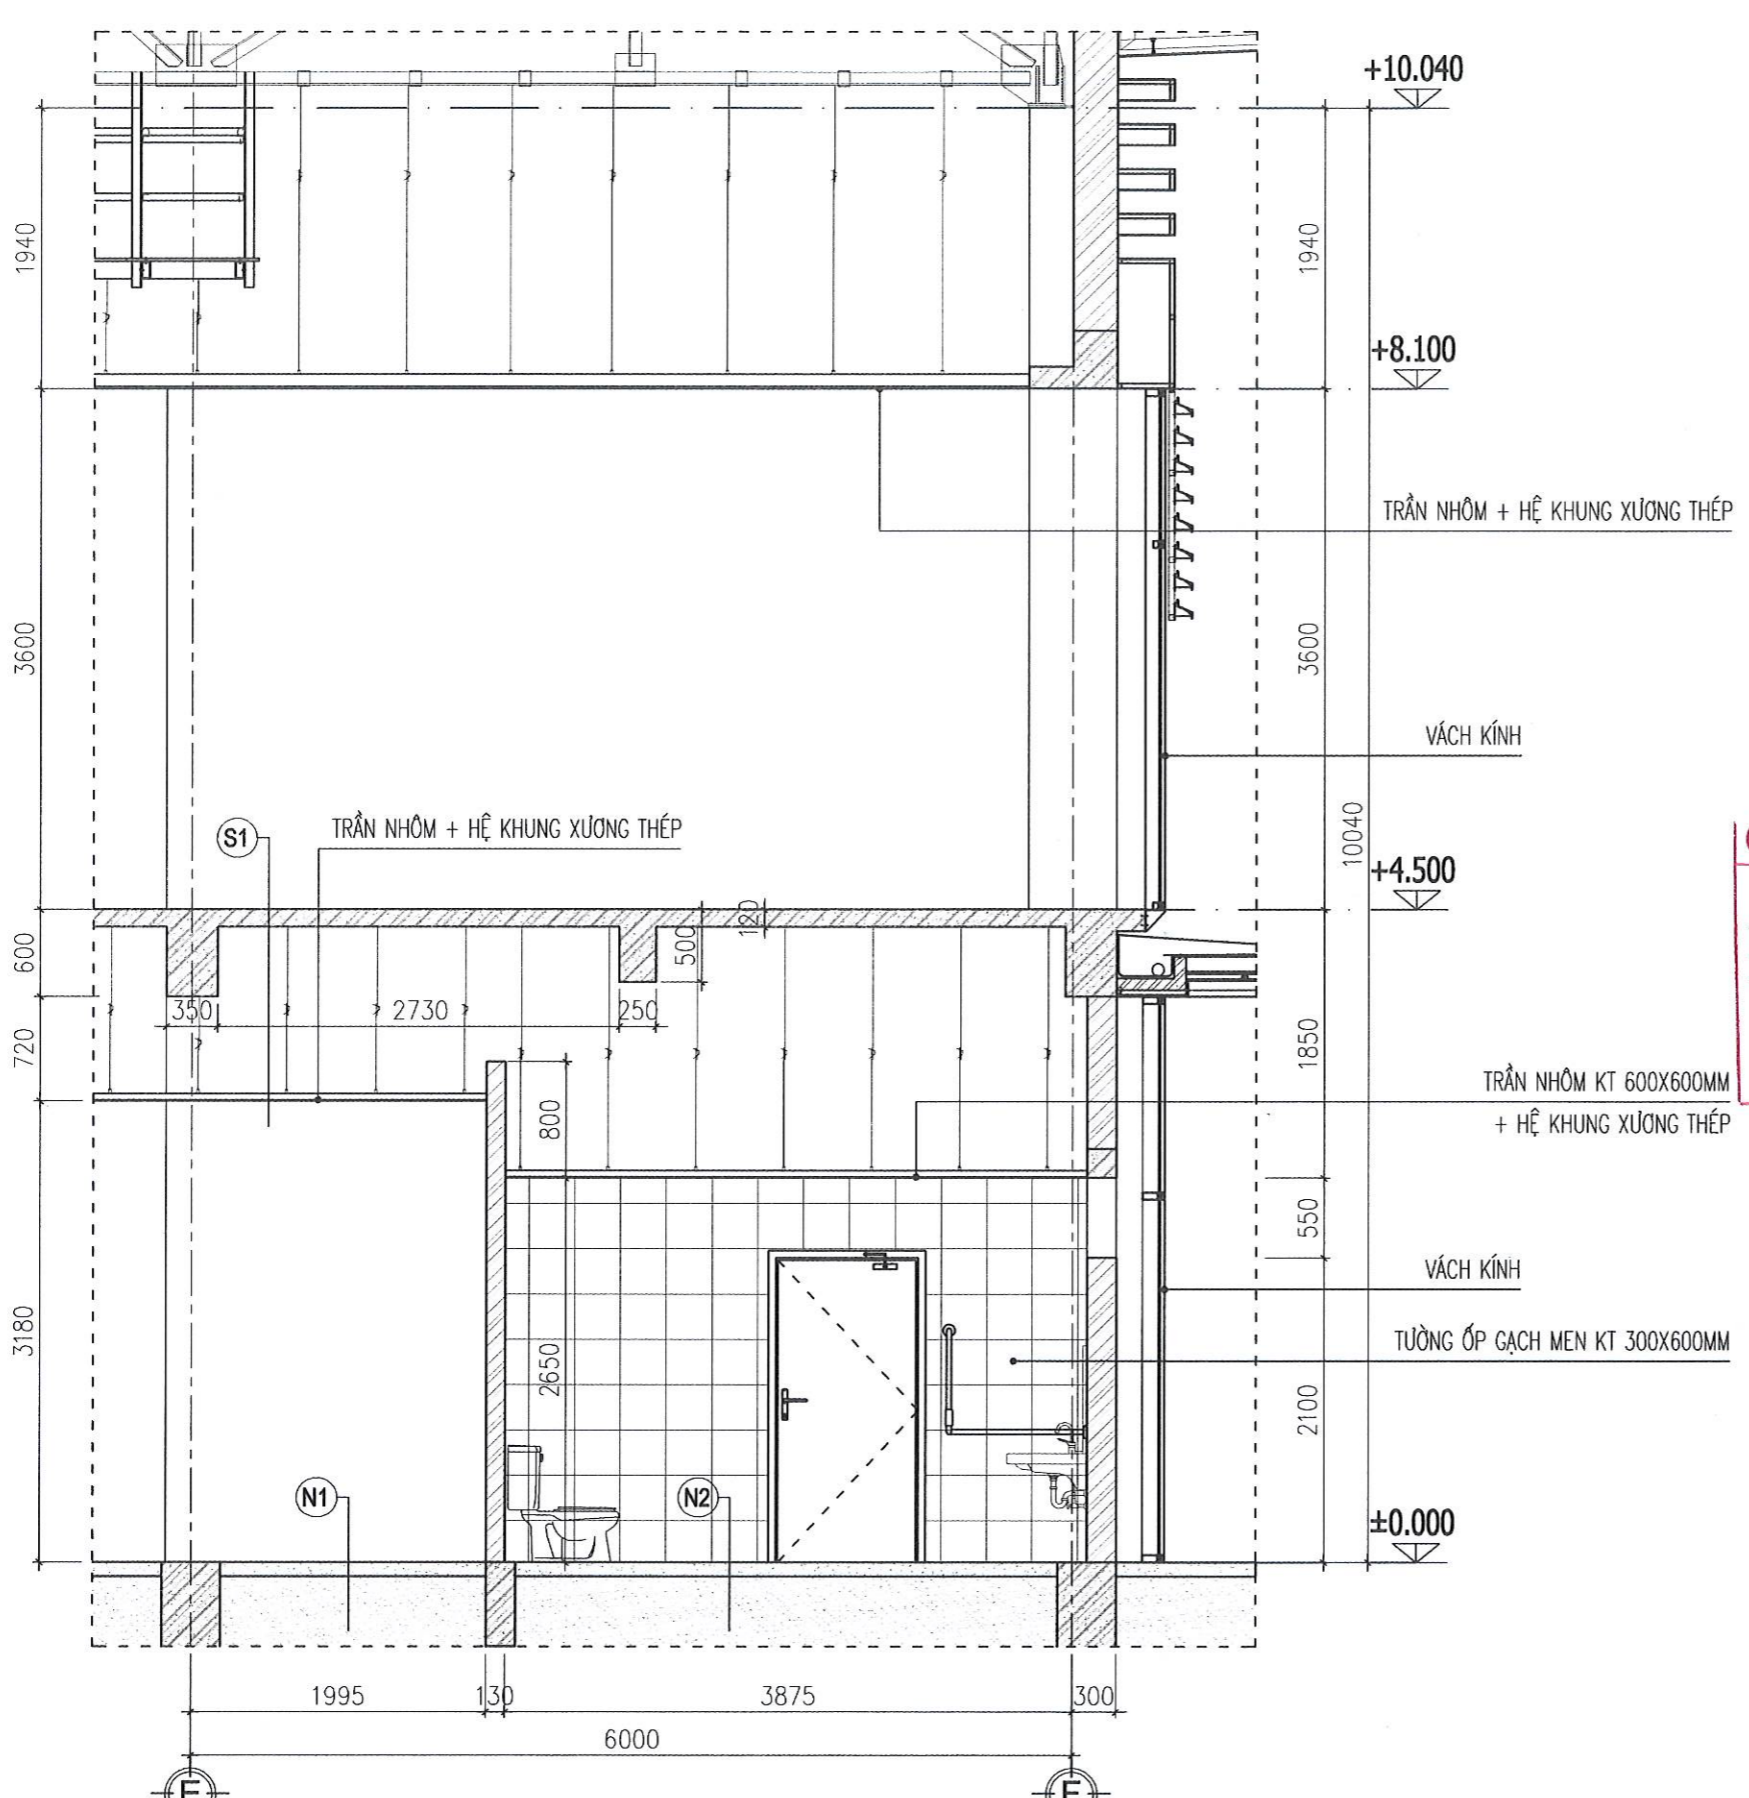 +10.040
1940
1940
+8.100
TRẦN NHÔM + HỆ KHUNG XƯƠNG THÉP
3600
3600
VÁCH KÍNH
S1
TRẦN NHÔM + HỆ KHUNG XƯƠNG THÉP
10040
+4.500
600
500
120
350
2730
250
720
1850
TRẦN NHÔM KT 600X600MM
+ HỆ KHUNG XƯƠNG THÉP
800
550
VÁCH KÍNH
3180
2650
TƯỜNG ỐP GẠCH MEN KT 300X600MM
2100
N1
N2
±0.000
1995
130
3875
300
6000